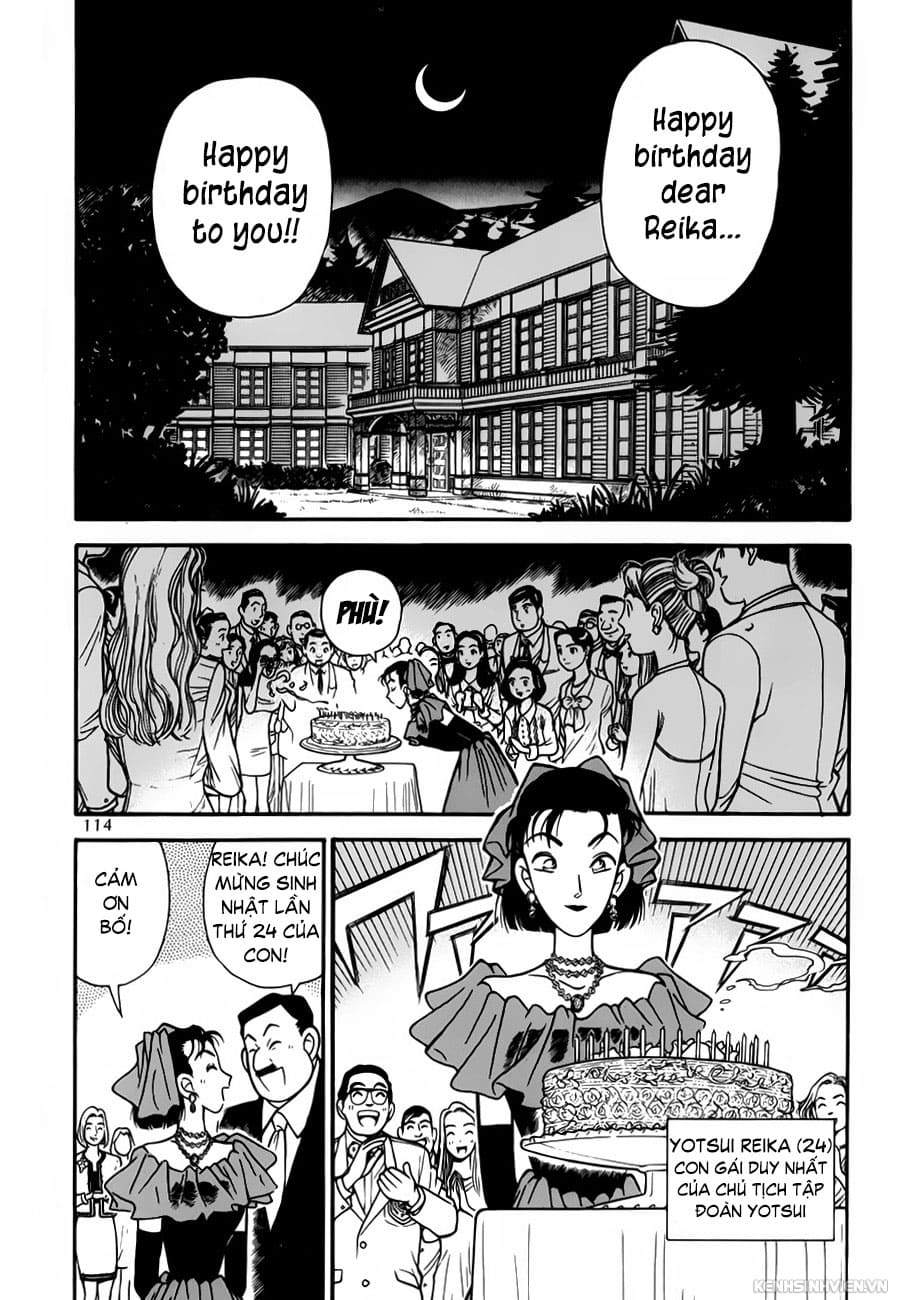 Happy
birthday
dear
Reika...
Happy
birthday
to you!!
PHÙ!
114
REIKA! CHÚC
MỪNG SINH
NHẬT LẦN
THỨ 24 CỦA
CON!
CẢM
ƠN
BỐ!
YOTSUI REIKA (24)
CON GÁI DUY NHẤT
CỦA CHỦ TỊCH TẬP
ĐOÀN YOTSUI
KENHSINHVIEN.VN